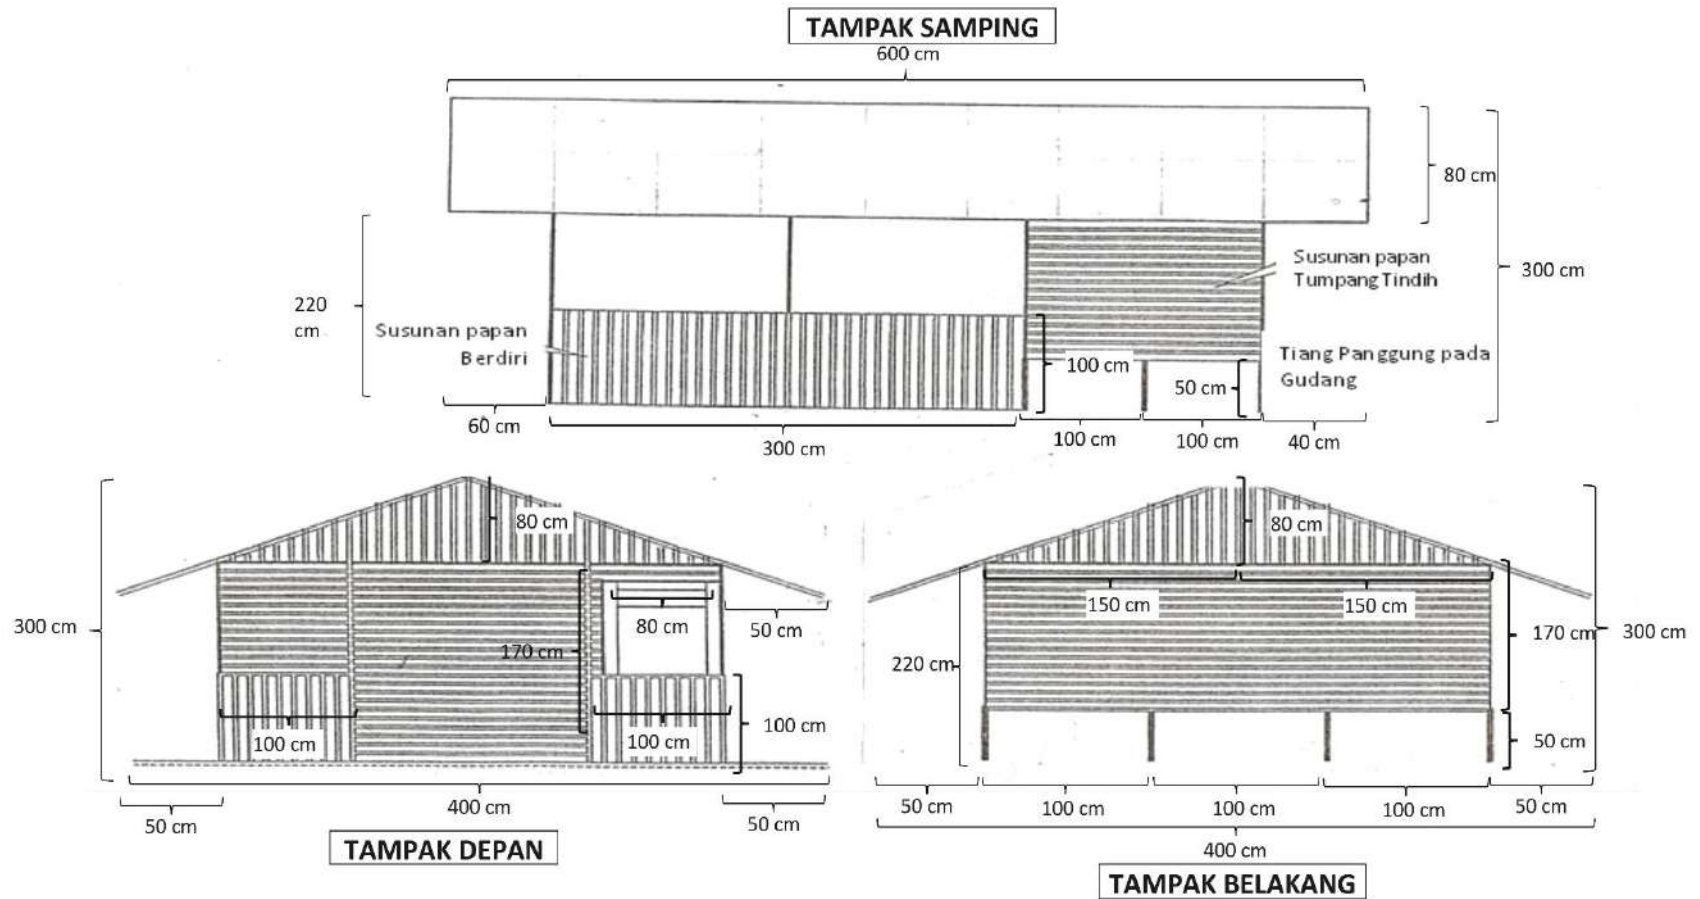 TAMPAK SAMPING
600 cm
80 cm
300 cm
220
cm
Susunan papan
Berdiri
Susunan papan
Tumpang Tindih
Tiang Panggung pada
Gudang
100 cm
50 cm
60 cm
300 cm
100 cm
100 cm
40 cm
300 cm
80 cm
170 cm
80 cm
50 cm
100 cm
100 cm
100 cm
50 cm
400 cm
50 cm
TAMPAK DEPAN
80 cm
150 cm
150 cm
220 cm
170 cm
300 cm
50 cm
50 cm
100 cm
100 cm
100 cm
50 cm
400 cm
TAMPAK BELAKANG